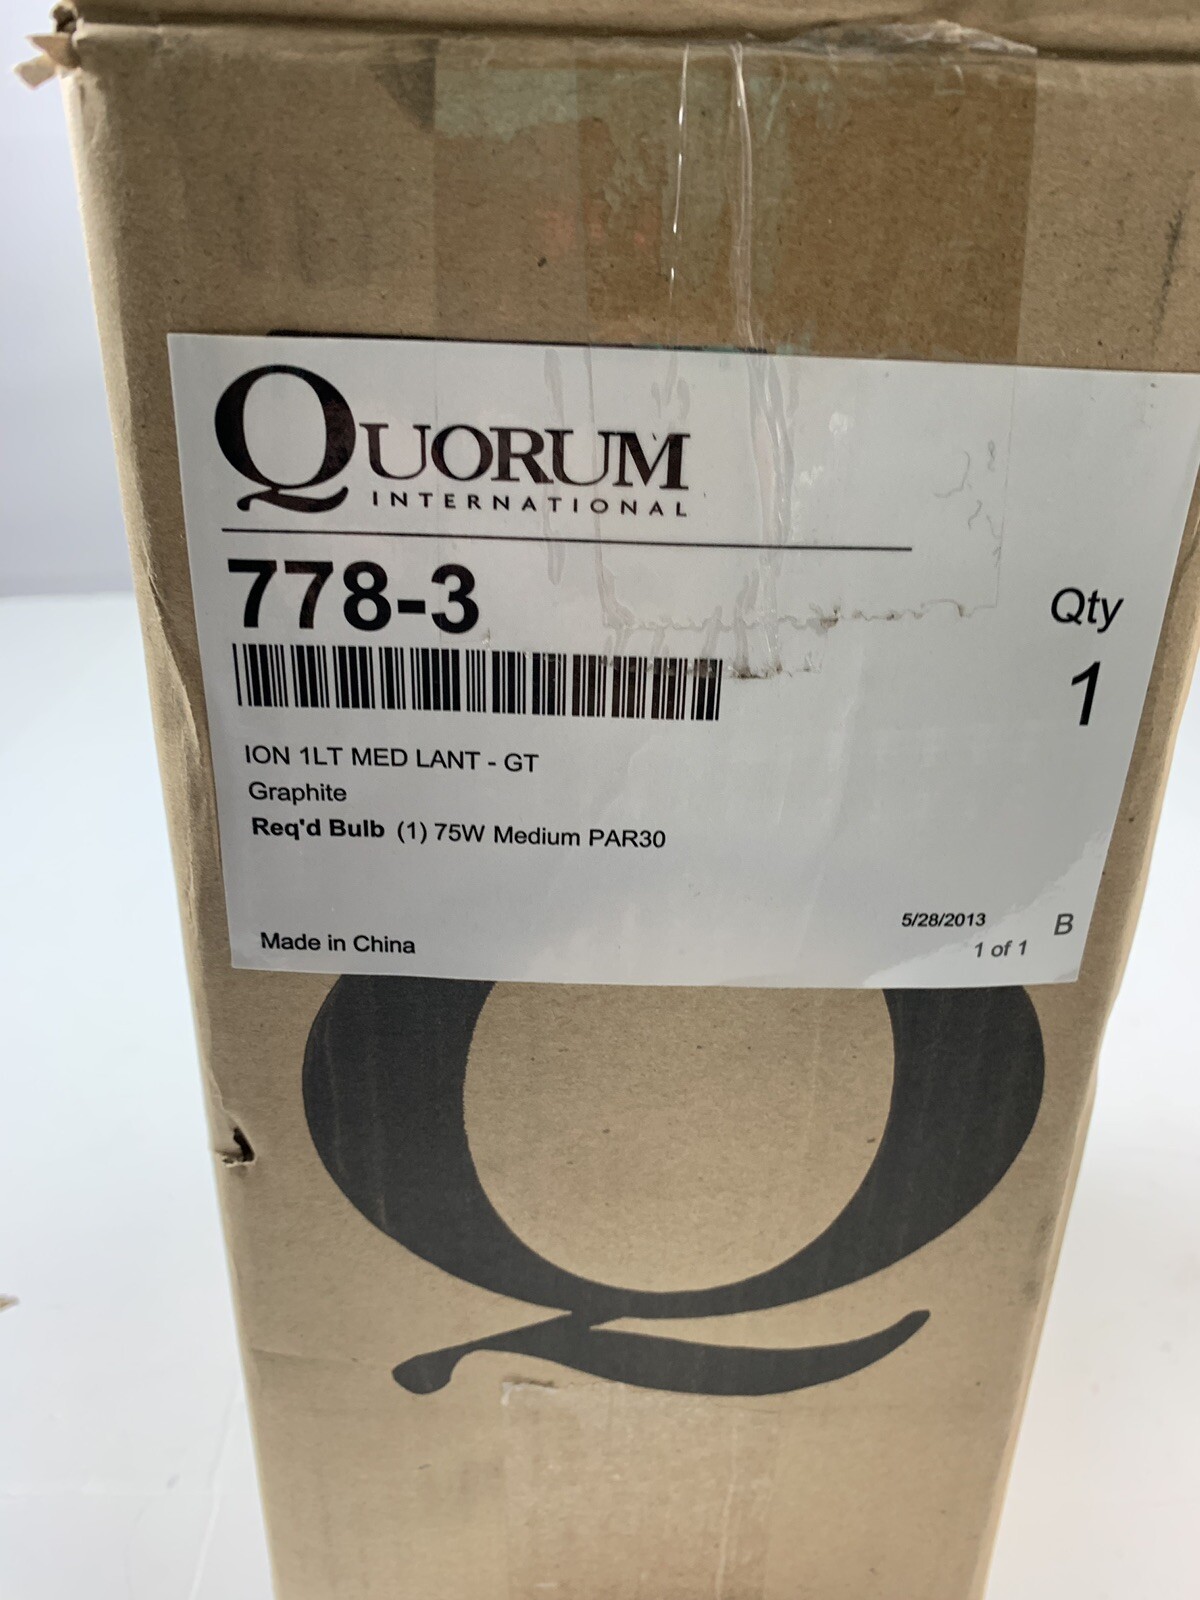 QUORUM
INTERNATIONAL
778-3
Qty
1
ION 1LT MED LANT - GT
Graphite
Req'd Bulb (1) 75W Medium PAR30
Made in China
5/28/2013
1 of 1
B
Q